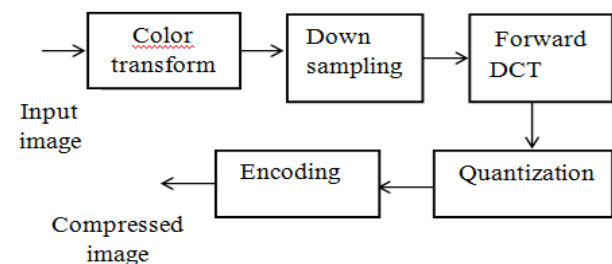 Color
transform
Down
sampling
Forward
DCT
Input
image
Encoding
Quantization
Compressed
image